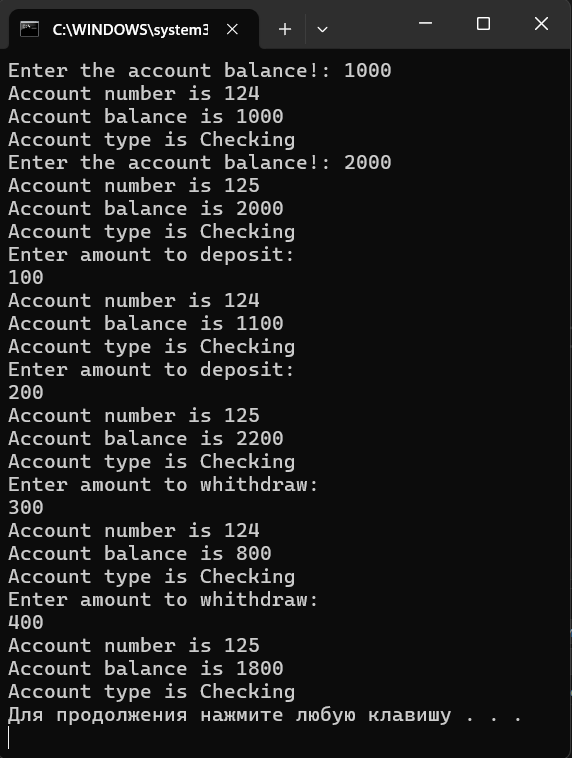 C:\WINDOWS\system3
Enter the account balance!: 1000
Account number is 124
Account balance is 1000
Account type is Checking
Enter the account balance!: 2000
Account number is 125
Account balance is 2000
Account type is Checking
Enter amount to deposit:
100
Account number is 124
Account balance is 1100
Account type is Checking
Enter amount to deposit:
200
Account number is 125
Account balance is 2200
Account type is Checking
Enter amount to whithdraw:
300
Account number is 124
Account balance is 800
Account type is Checking
Enter amount to whithdraw:
400
Account number is 125
Account balance is 1800
Account type is Checking
Для продолжения нажмите любую клавишу . . .